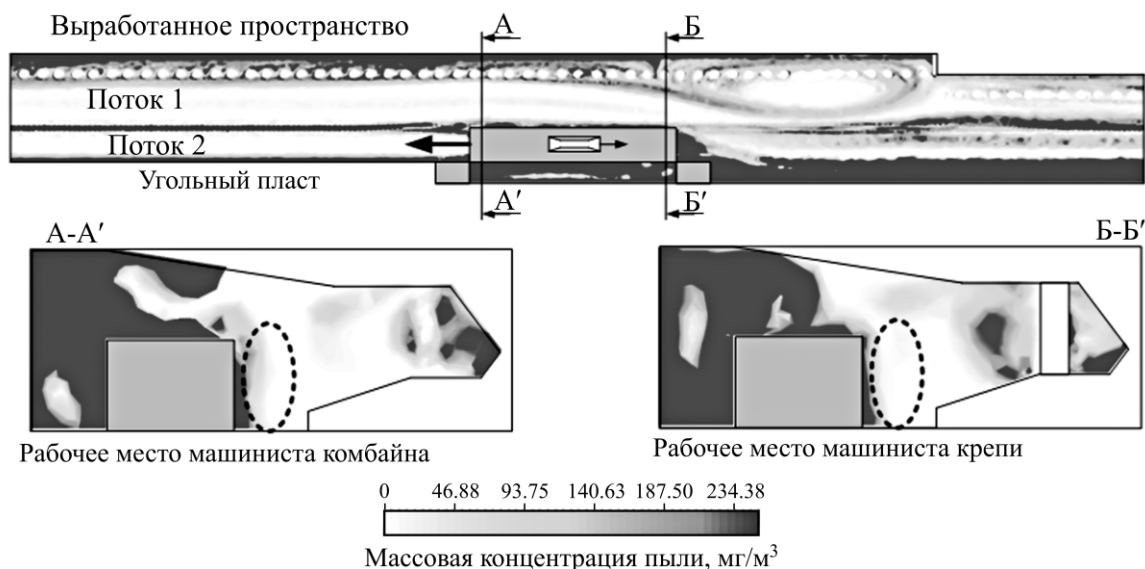 Выработанное пространство
А Б
Поток 1
Поток 2
Угольный пласт
А′ Б′
А-А′ Б-Б′
Рабочее место машиниста комбайна
Рабочее место машиниста крепи
0 46.88 93.75 140.63 187.50 234.38
Массовая концентрация пыли, мг/м³